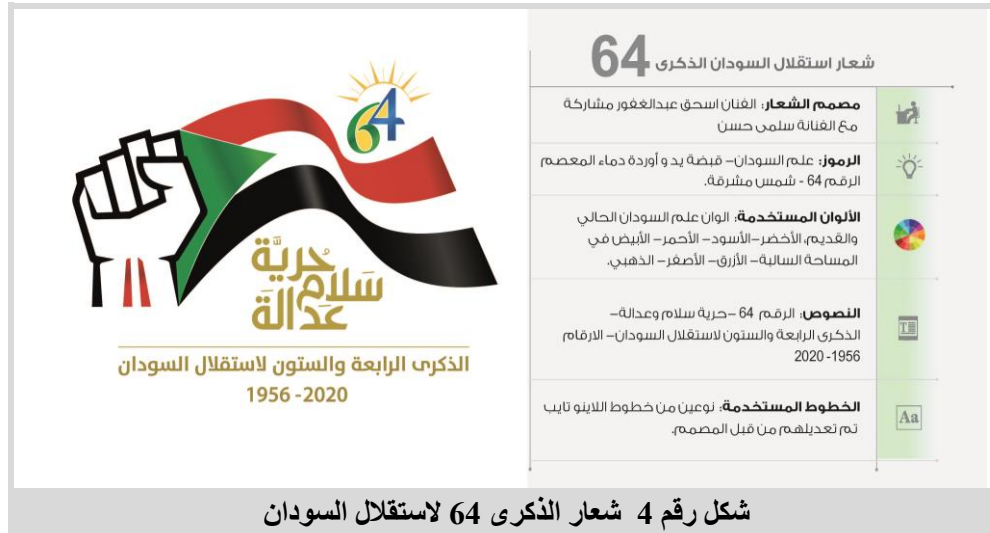 شعار استقلال السودان الذكرى 64
مصمم الشعار: الفنان اسحق عبدالغفور مشاركة
مع الفنانة سلمى حسن
الرموز: علم السودان– قبضة يد و أوردة دماء المعصم
الرقم 64 - شمس مشرقة.
الألوان المستخدمة: الوان علم السودان الحالي
والقديم، الأخضر–الأسود– الأحمر– الأبيض في
المساحة السالبة– الأزرق– الأصفر– الذهبي.
النصوص: الرقم 64 –حرية سلام وعدالة–
الذكرى الرابعة والستون لاستقلال السودان– الارقام
1956- 2020
الخطوط المستخدمة: نوعين من خطوط اللاينو تايب
تم تعديلهم من قبل المصمم.
Aa
64
حريَّة
سلام
عدالة
الذكرى الرابعة والستون لاستقلال السودان
1956 - 2020
شكل رقم 4 شعار الذكرى 64 لاستقلال السودان